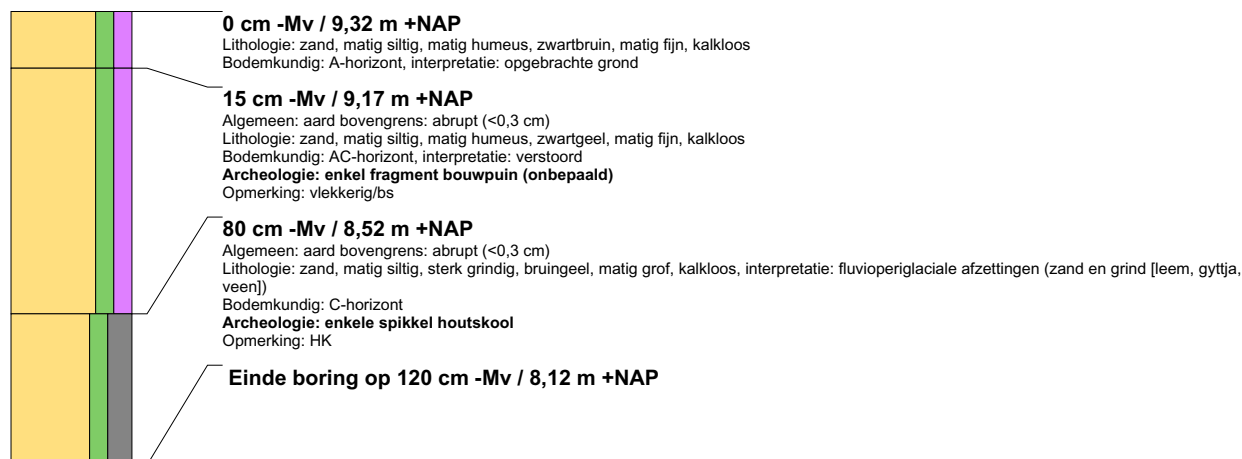 0 cm -Mv / 9,32 m +NAP
Lithologie: zand, matig siltig, matig humeus, zwartbruin, matig fijn, kalkloos
Bodemkundig: A-horizont, interpretatie: opgebrachte grond
15 cm -Mv / 9,17 m +NAP
Algemeen: aard bovengrens: abrupt (<0,3 cm)
Lithologie: zand, matig siltig, matig humeus, zwartgeel, matig fijn, kalkloos
Bodemkundig: AC-horizont, interpretatie: verstoord
Archeologie: enkel fragment bouwpuin (onbepaald)
Opmerking: vlekkerig/bs
80 cm -Mv / 8,52 m +NAP
Algemeen: aard bovengrens: abrupt (<0,3 cm)
Lithologie: zand, matig siltig, sterk grindig, bruingeel, matig grof, kalkloos, interpretatie: fluvioperiglaciale afzettingen (zand en grind [leem, gyttja,
veen])
Bodemkundig: C-horizont
Archeologie: enkele spikkel houtskool
Opmerking: HK
Einde boring op 120 cm -Mv / 8,12 m +NAP